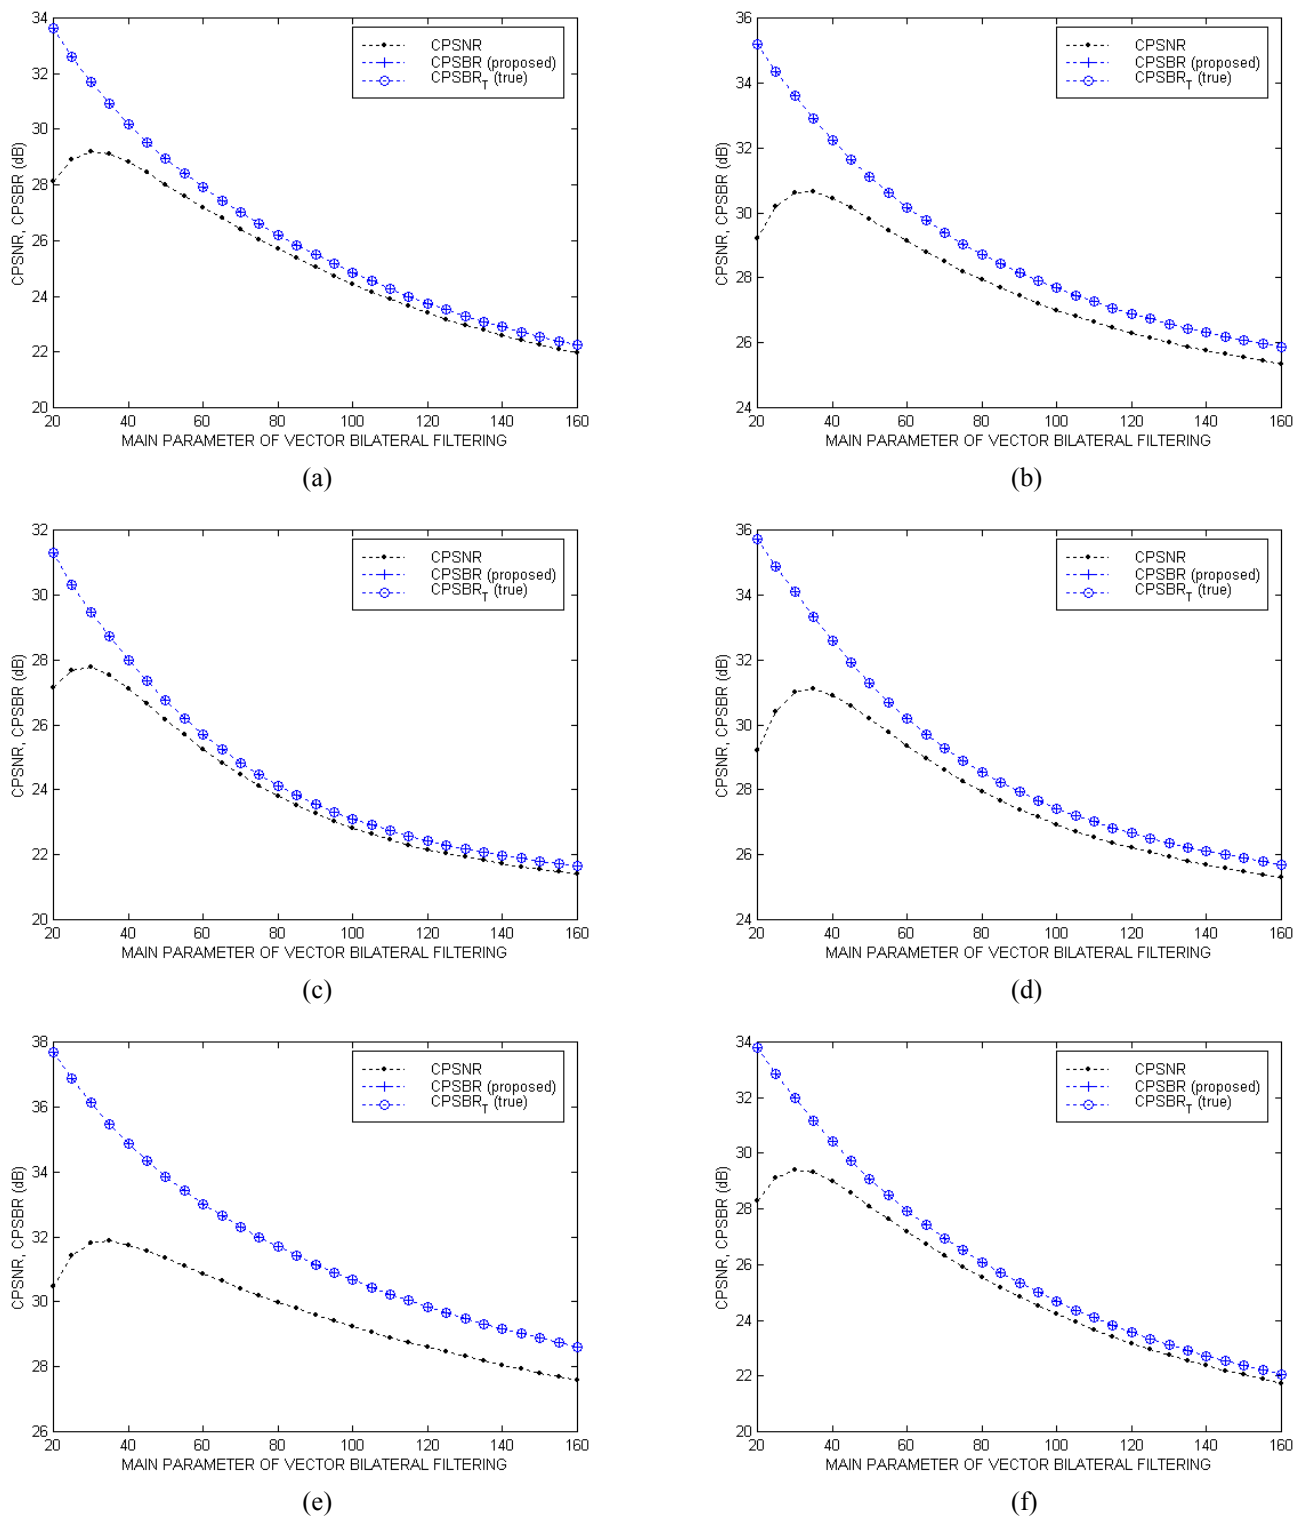 34
32
30
28
26
24
22
20
CPSNR, CPSBR (dB)
CPSNR
CPSBR (proposed)
CPSBR_T (true)
20 40 60 80 100 120 140 160
MAIN PARAMETER OF VECTOR BILATERAL FILTERING
(a)
36
34
32
30
28
26
24
CPSNR, CPSBR (dB)
CPSNR
CPSBR (proposed)
CPSBR_T (true)
20 40 60 80 100 120 140 160
MAIN PARAMETER OF VECTOR BILATERAL FILTERING
(b)
32
30
28
26
24
22
20
CPSNR, CPSBR (dB)
CPSNR
CPSBR (proposed)
CPSBR_T (true)
20 40 60 80 100 120 140 160
MAIN PARAMETER OF VECTOR BILATERAL FILTERING
(c)
36
34
32
30
28
26
24
CPSNR, CPSBR (dB)
CPSNR
CPSBR (proposed)
CPSBR_T (true)
20 40 60 80 100 120 140 160
MAIN PARAMETER OF VECTOR BILATERAL FILTERING
(d)
38
36
34
32
30
28
26
CPSNR, CPSBR (dB)
CPSNR
CPSBR (proposed)
CPSBR_T (true)
20 40 60 80 100 120 140 160
MAIN PARAMETER OF VECTOR BILATERAL FILTERING
(e)
34
32
30
28
26
24
22
20
CPSNR, CPSBR (dB)
CPSNR
CPSBR (proposed)
CPSBR_T (true)
20 40 60 80 100 120 140 160
MAIN PARAMETER OF VECTOR BILATERAL FILTERING
(f)